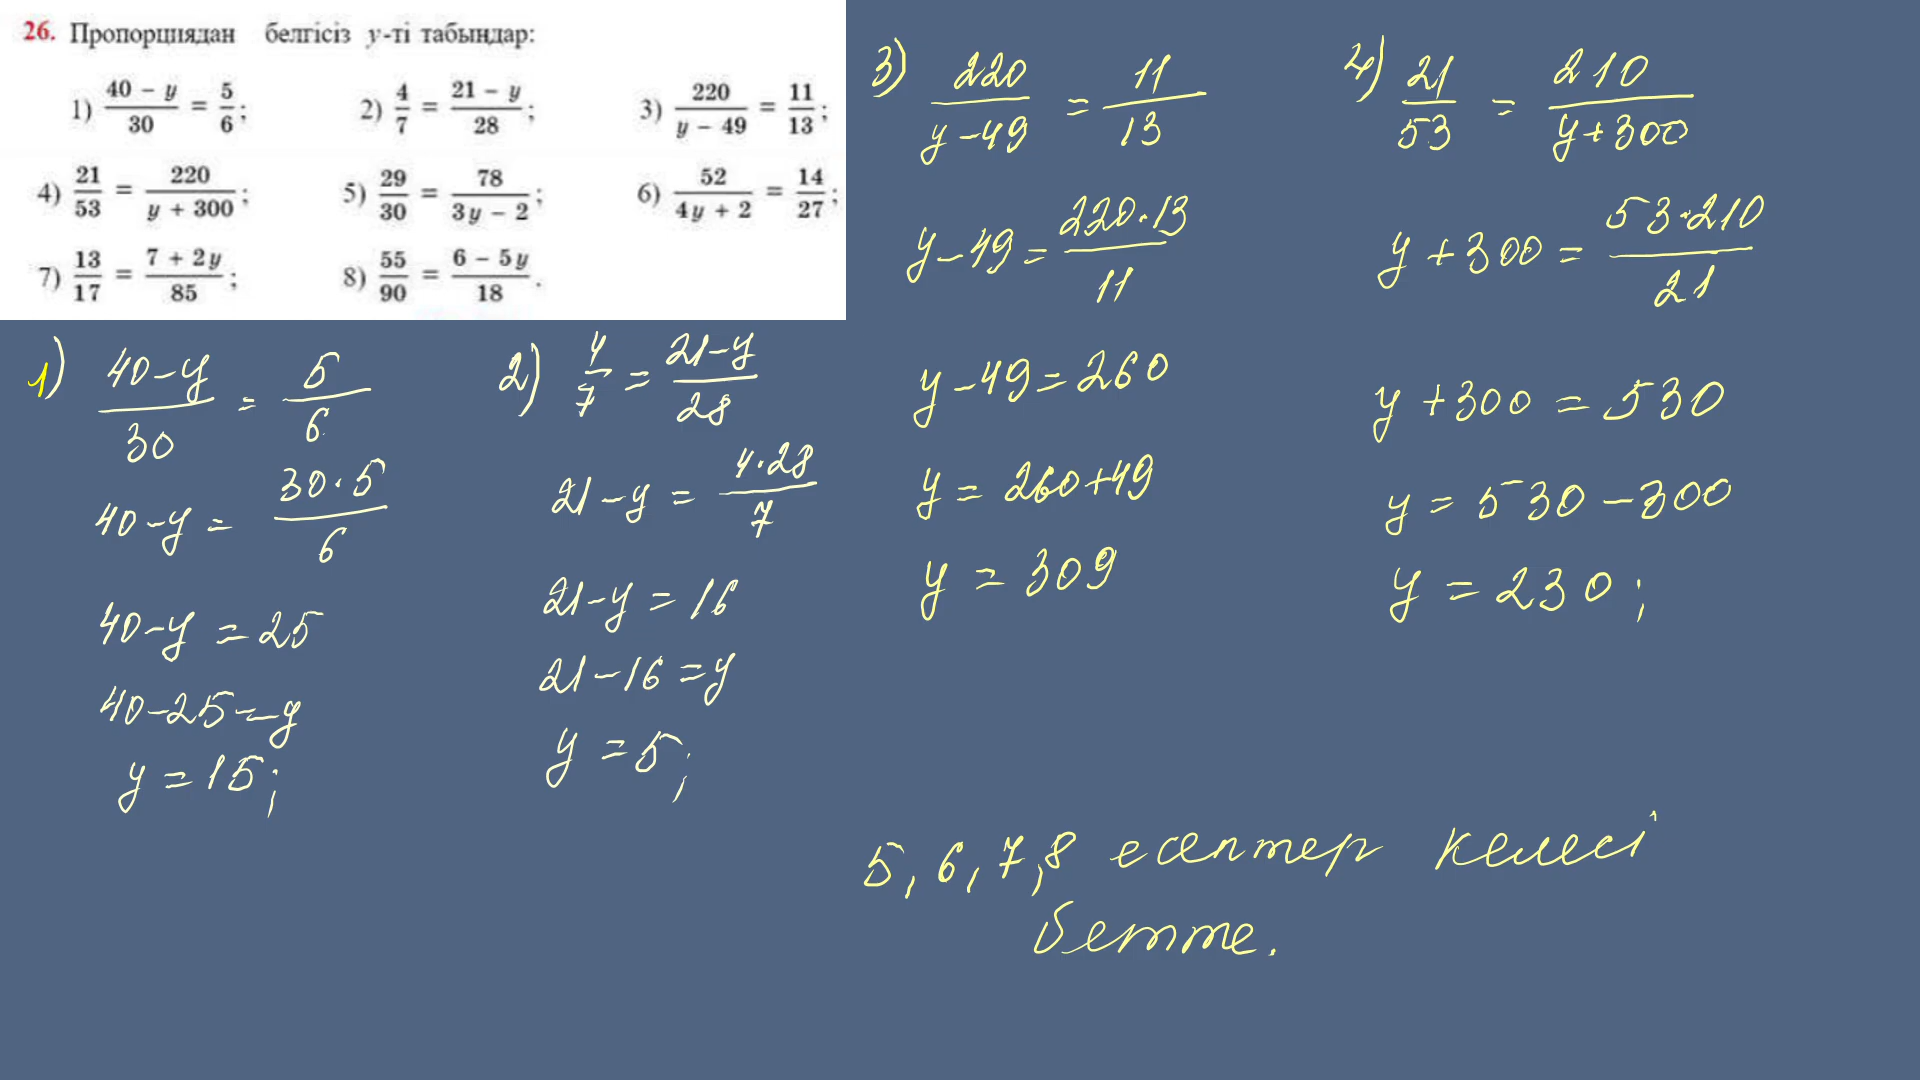 26. Пропорциядан белгісіз y-ті табыңдар:
1) (40 − y)/30 = 5/6; 2) 4/7 = (21 − y)/28; 3) 220/(y − 49) = 11/13;
4) 21/53 = 220/(y + 300); 5) 29/30 = 78/(3y − 2); 6) 52/(4y + 2) = 14/27;
7) 13/17 = (7 + 2y)/85; 8) 55/90 = (6 − 5y)/18.
1) (40−y)/30 = 5/6
40−y = (30·5)/6
40−y = 25
40−25=−y
y = 15;
2) 4/7 = (21−y)/28
21−y = (4·28)/7
21−y = 16
21−16 = y
y = 5;
3) 220/(y−49) = 11/13
y−49 = (220·13)/11
y−49 = 260
y = 260+49
y = 309
4) 21/53 = 210/(y+300)
y+300 = (53·210)/21
y+300 = 530
y = 530−300
y = 230;
5, 6, 7, 8 есептер келесі
бетте.